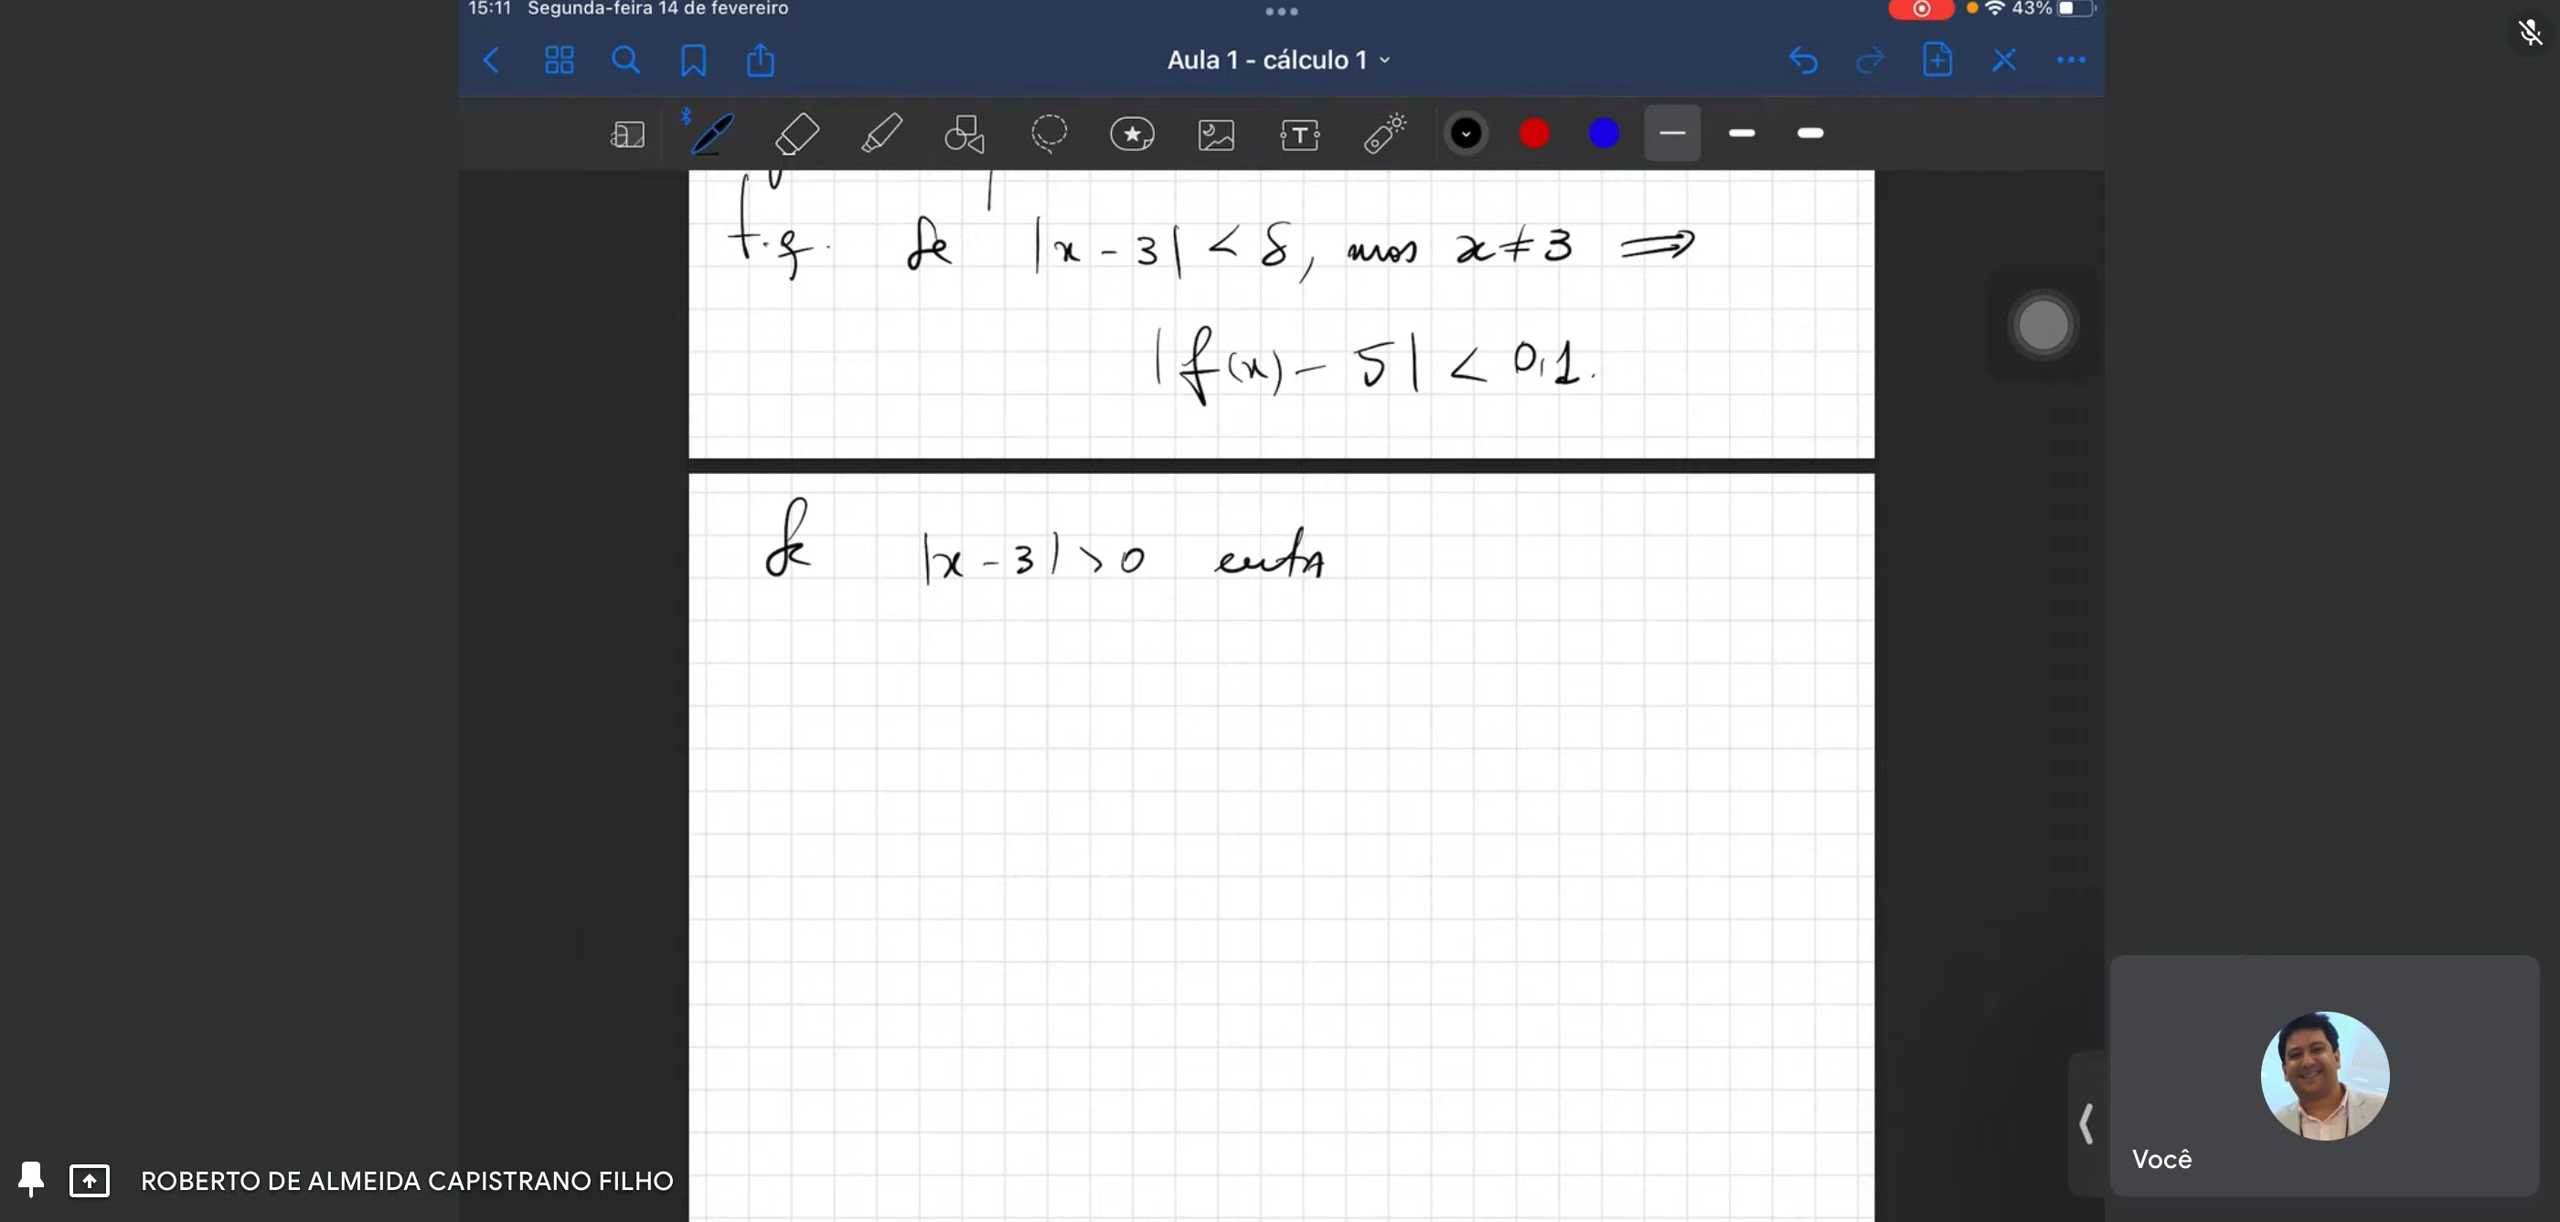 15:11 Segunda-feira 14 de fevereiro
43%
Aula 1 - cálculo 1
t.q. Se |x - 3| < δ, mas x ≠ 3 ⟹
|f(x) - 5| < 0,1.
Se |x - 3| > 0 entã
Você
ROBERTO DE ALMEIDA CAPISTRANO FILHO